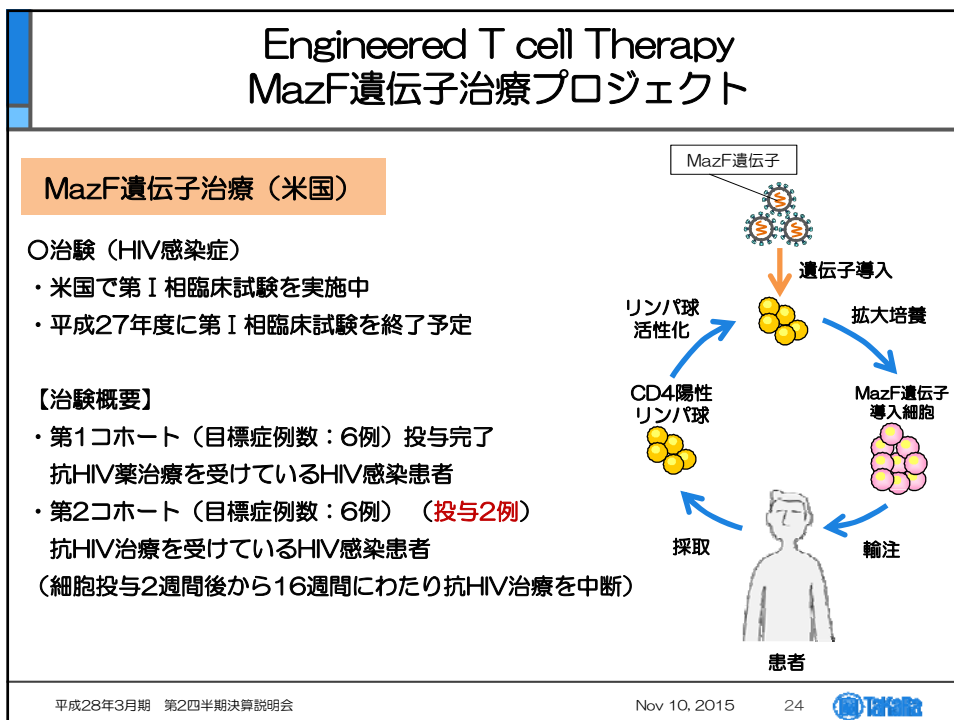 Engineered T cell Therapy
MazF遺伝子治療プロジェクト
MazF遺伝子治療（米国）
〇治験（HIV感染症）
・米国で第Ⅰ相臨床試験を実施中
・平成27年度に第Ⅰ相臨床試験を終了予定
【治験概要】
・第1コホート（目標症例数：6例）投与完了
抗HIV薬治療を受けているHIV感染患者
・第2コホート（目標症例数：6例）（投与2例）
抗HIV治療を受けているHIV感染患者
（細胞投与2週間後から16週間にわたり抗HIV治療を中断）
MazF遺伝子
遺伝子導入
リンパ球
活性化
拡大培養
CD4陽性
リンパ球
MazF遺伝子
導入細胞
採取
輸注
患者
平成28年3月期　第2四半期決算説明会
Nov 10, 2015
24
TaKaRa